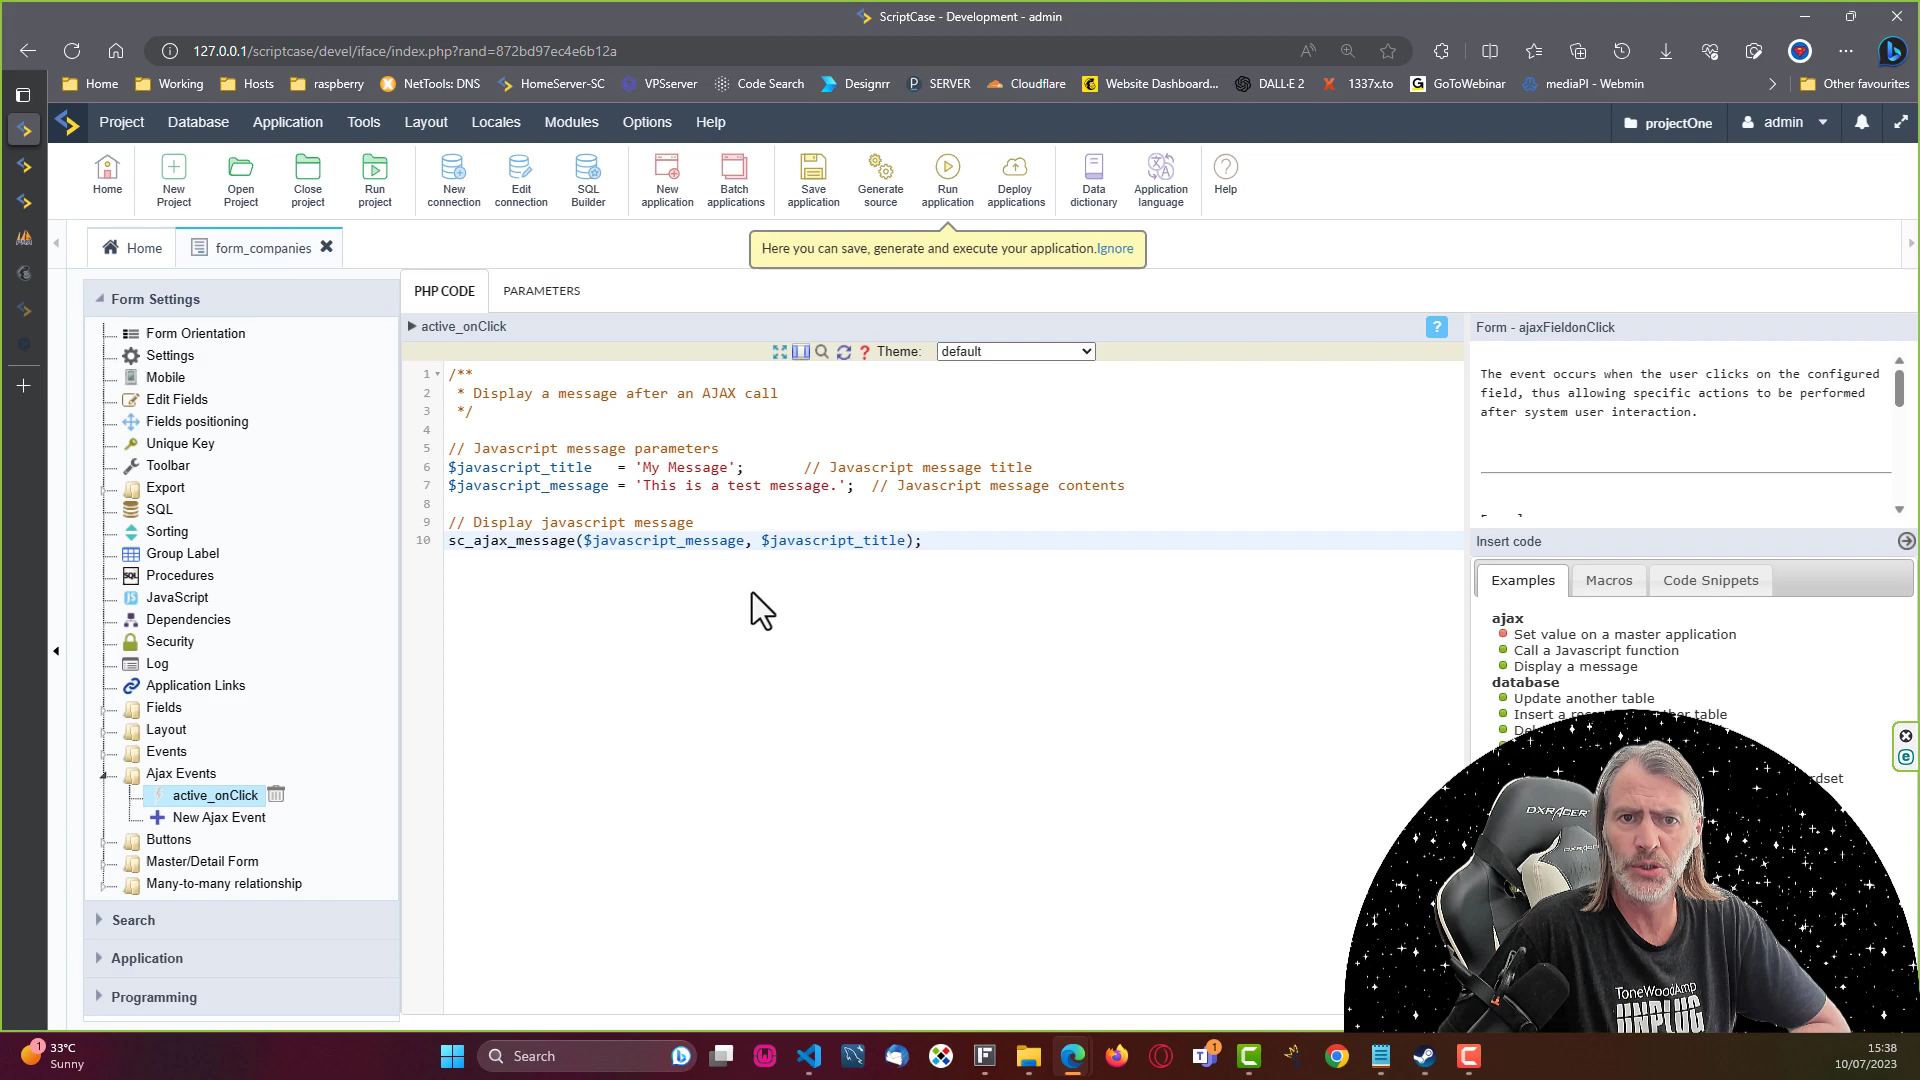 ScriptCase - Development - admin
127.0.0.1/scriptcase/devel/iface/index.php?rand=872bd97ec4e6b12a
Home Working Hosts raspberry NetTools: DNS HomeServer-SC VPSserver Code Search Designrr SERVER Cloudflare Website Dashboard... DALL·E 2 1337x.to GoToWebinar mediaPI - Webmin Other favourites
Project Database Application Tools Layout Locales Modules Options Help projectOne admin
Home
New Project
Open Project
Close project
Run project
New connection
Edit connection
SQL Builder
New application
Batch applications
Save application
Generate source
Run application
Deploy applications
Data dictionary
Application language
Help
Home form_companies
Here you can save, generate and execute your application.Ignore
Form Settings
Form Orientation
Settings
Mobile
Edit Fields
Fields positioning
Unique Key
Toolbar
Export
SQL
Sorting
Group Label
Procedures
JavaScript
Dependencies
Security
Log
Application Links
Fields
Layout
Events
Ajax Events
active_onClick
New Ajax Event
Buttons
Master/Detail Form
Many-to-many relationship
Search
Application
Programming
PHP CODE PARAMETERS
active_onClick
?
Theme: default
1 /**
2 * Display a message after an AJAX call
3 */
4
5 // Javascript message parameters
6 $javascript_title = 'My Message'; // Javascript message title
7 $javascript_message = 'This is a test message.'; // Javascript message contents
8
9 // Display javascript message
10 sc_ajax_message($javascript_message, $javascript_title);
Form - ajaxFieldonClick
The event occurs when the user clicks on the configured
field, thus allowing specific actions to be performed
after system user interaction.
Insert code
Examples Macros Code Snippets
ajax
Set value on a master application
Call a Javascript function
Display a message
database
Update another table
DXRACER
ToneWoodAmp
UNPLUG
33°C
Sunny
Search
15:38
10/07/2023